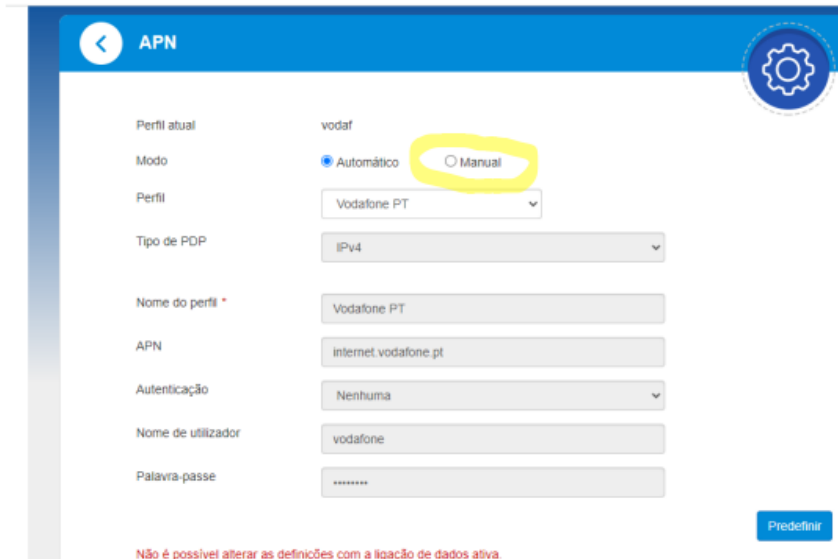 APN
Perfil atual vodaf
Modo Automático Manual
Perfil Vodafone PT
Tipo de PDP IPv4
Nome do perfil * Vodafone PT
APN internet.vodafone.pt
Autenticação Nenhuma
Nome de utilizador vodafone
Palavra-passe ••••••••
Predefinir
Não é possível alterar as definições com a ligação de dados ativa.